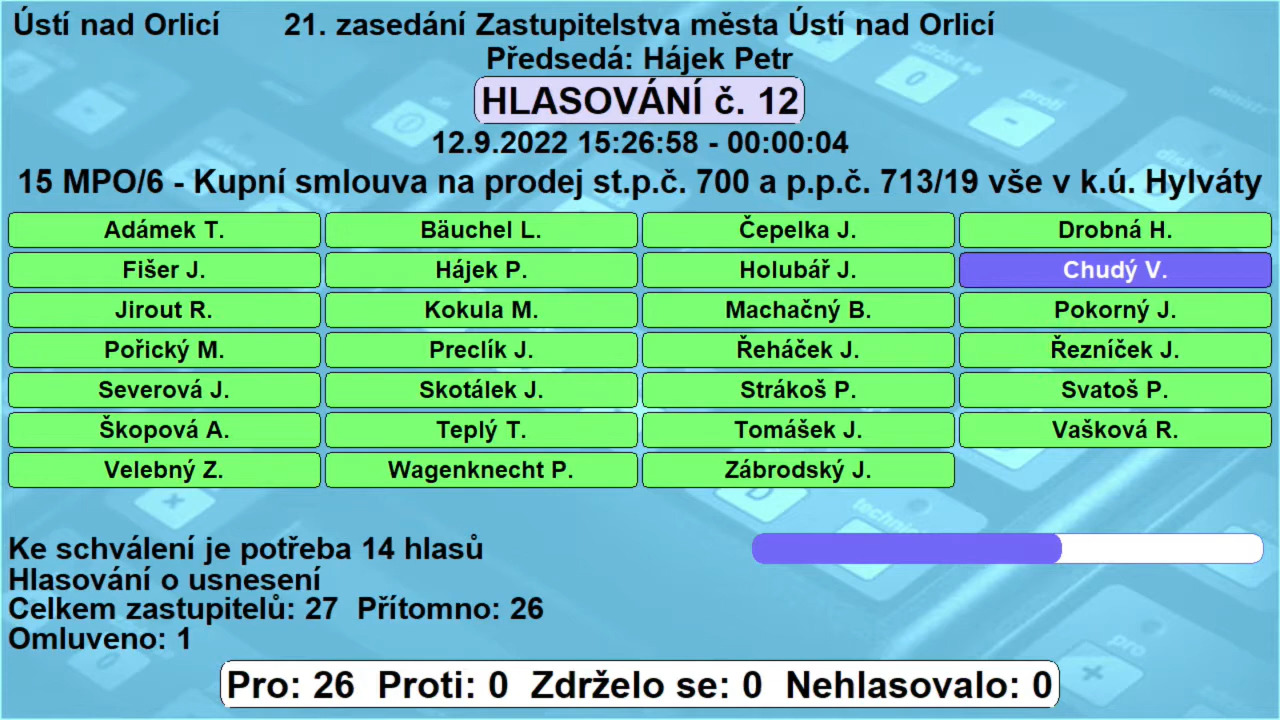 Ústí nad Orlicí 21. zasedání Zastupitelstva města Ústí nad Orlicí
Předsedá: Hájek Petr
HLASOVÁNÍ č. 12
12.9.2022 15:26:58 - 00:00:04
15 MPO/6 - Kupní smlouva na prodej st.p.č. 700 a p.p.č. 713/19 vše v k.ú. Hylváty
Adámek T. Bäuchel L. Čepelka J. Drobná H.
Fišer J. Hájek P. Holubář J. Chudý V.
Jirout R. Kokula M. Machačný B. Pokorný J.
Pořický M. Preclík J. Řeháček J. Řezníček J.
Severová J. Skotálek J. Strákoš P. Svatoš P.
Škopová A. Teplý T. Tomášek J. Vašková R.
Velebný Z. Wagenknecht P. Zábrodský J.
Ke schválení je potřeba 14 hlasů
Hlasování o usnesení
Celkem zastupitelů: 27 Přítomno: 26
Omluveno: 1
Pro: 26 Proti: 0 Zdrželo se: 0 Nehlasovalo: 0